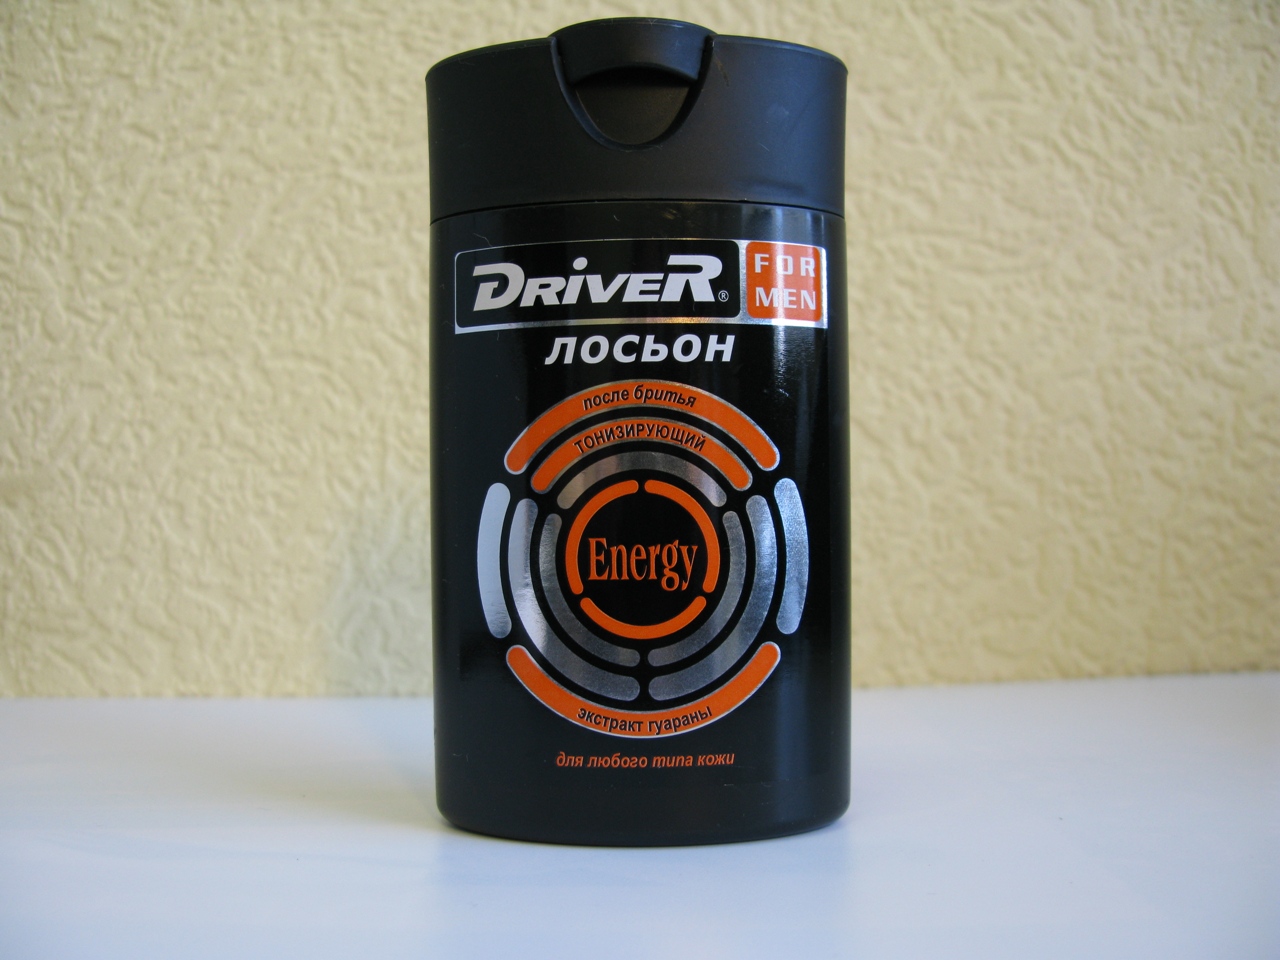 DRIVER®
FOR
MEN
лосьон
после бритья
тонизирующий
Energy
экстракт гуараны
для любого типа кожи